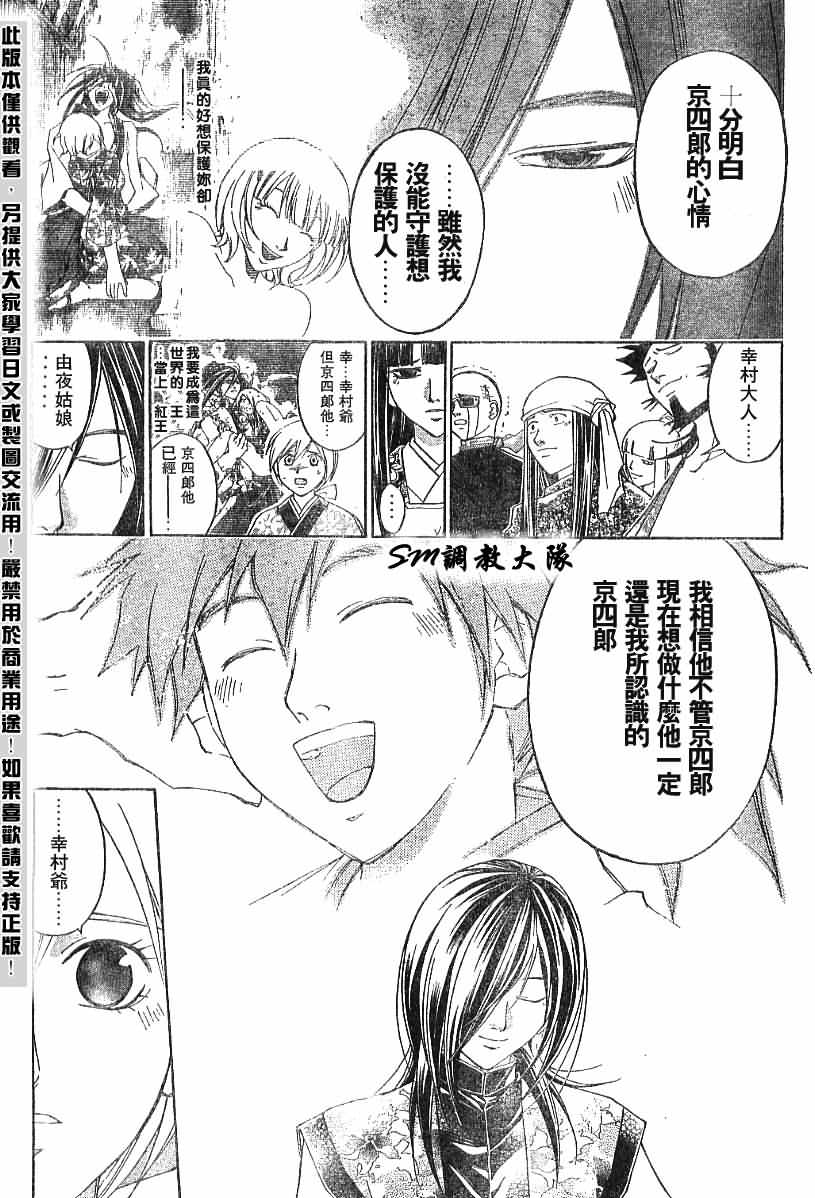 十分明白
京四郎的心情
……雖然我
沒能守護想
保護的人……
我真的好想保護妳卻
————
幸村大人…
……
幸…幸村爺
但京四郎他…
京四郎他
已經——
我要成為這
世界的 王
…當上 紅王
由夜姑娘
……
SM調教大隊
我相信他不管京四郎
現在想做什麼他一定
還是我所認識的
京四郎
……幸村爺…
此版本僅供觀看．另提供大家學習日文或製圖交流用！嚴禁用於商業用途！如果喜歡請支持正版！